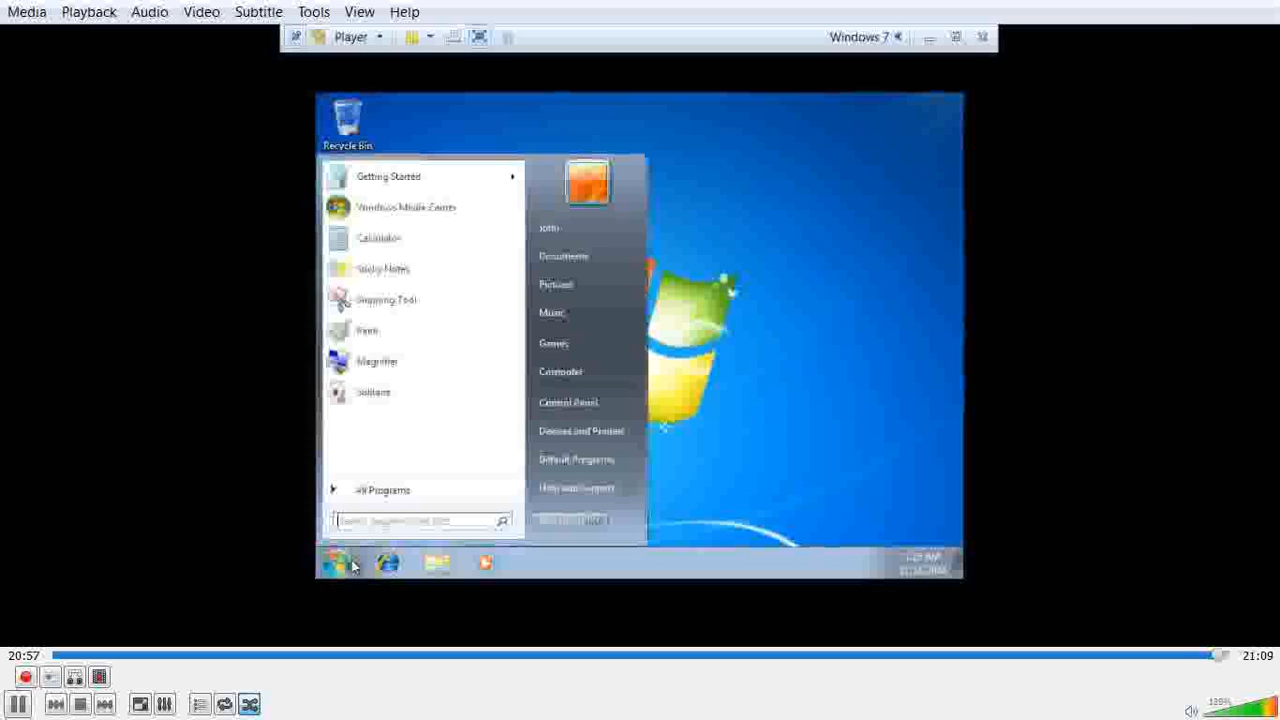 Media Playback Audio Video Subtitle Tools View Help
Player Windows 7
Recycle Bin
Getting Started
Windows Media Center
Calculator
Sticky Notes
Snipping Tool
Paint
Magnifier
Solitaire
All Programs
john
Documents
Pictures
Music
Games
Computer
Control Panel
Devices and Printers
Default Programs
Help and Support
20:57 21:09